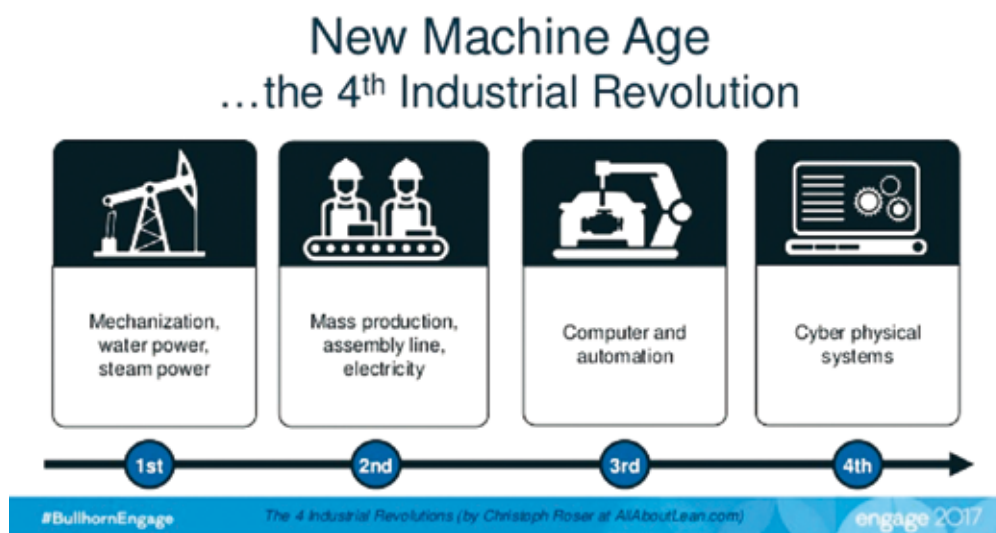 New Machine Age
...the 4th Industrial Revolution
Mechanization,
water power,
steam power
Mass production,
assembly line,
electricity
Computer and
automation
Cyber physical
systems
1st
2nd
3rd
4th
#BullhornEngage
The 4 Industrial Revolutions (by Christoph Roser at AllAboutLean.com)
engage 2017